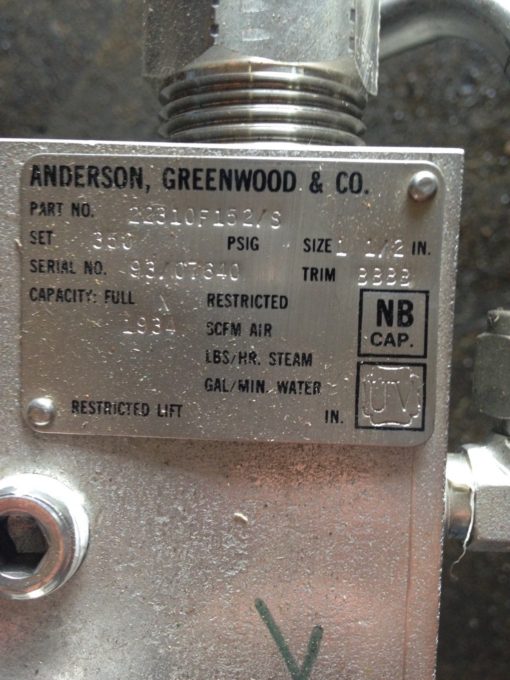 ANDERSON, GREENWOOD & CO.
PART NO. 22310F152/S
SET 350 PSIG SIZE 1 1/2 IN.
SERIAL NO. 93/07640 TRIM BBBB
CAPACITY: FULL X RESTRICTED
1934 SCFM AIR
LBS/HR. STEAM
GAL/MIN. WATER
RESTRICTED LIFT IN.
NB
CAP.
UV